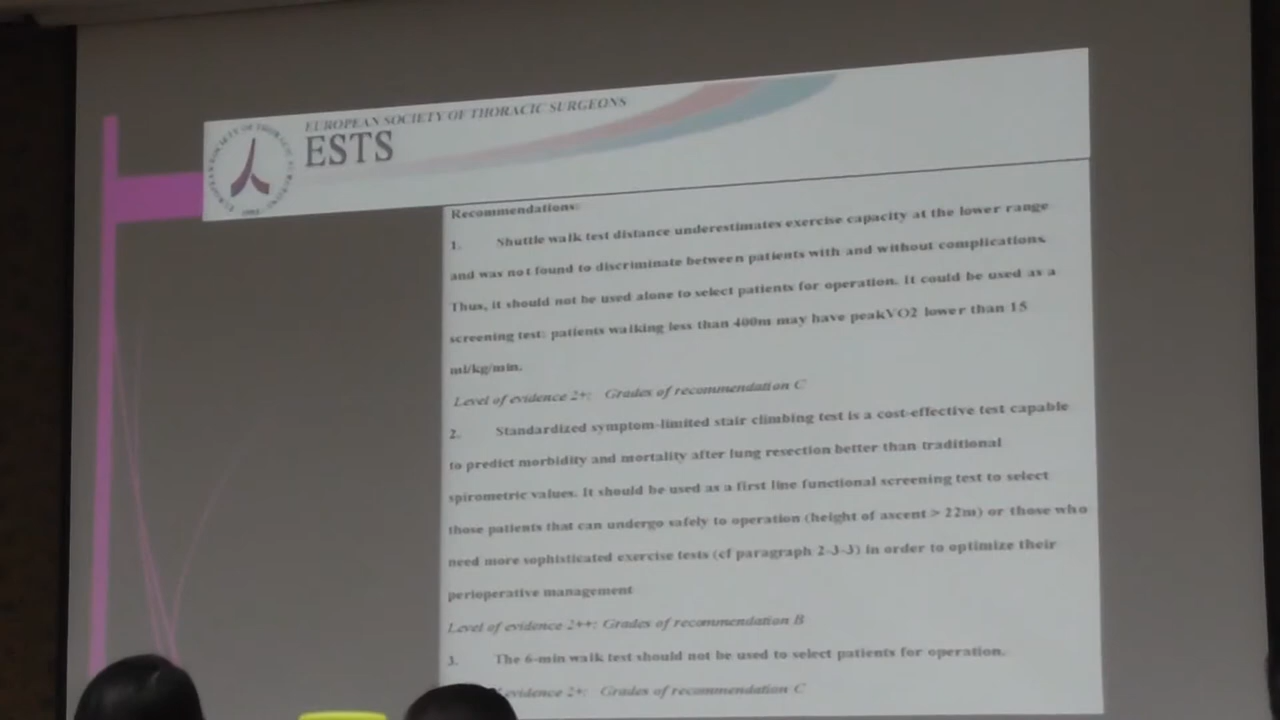 EUROPEAN SOCIETY OF THORACIC SURGEONS
ESTS
Recommendations:
1. Shuttle walk test distance underestimates exercise capacity at the lower range
and was not found to discriminate between patients with and without complications.
Thus, it should not be used alone to select patients for operation. It could be used as a
screening test: patients walking less than 400m may have peakVO2 lower than 15
ml/kg/min.
Level of evidence 2+: Grades of recommendation C
2. Standardized symptom-limited stair climbing test is a cost-effective test capable
to predict morbidity and mortality after lung resection better than traditional
spirometric values. It should be used as a first line functional screening test to select
those patients that can undergo safely to operation (height of ascent > 22m) or those who
need more sophisticated exercise tests (cf paragraph 2-3-3) in order to optimize their
perioperative management
Level of evidence 2++: Grades of recommendation B
3. The 6-min walk test should not be used to select patients for operation.
evidence 2+: Grades of recommendation C